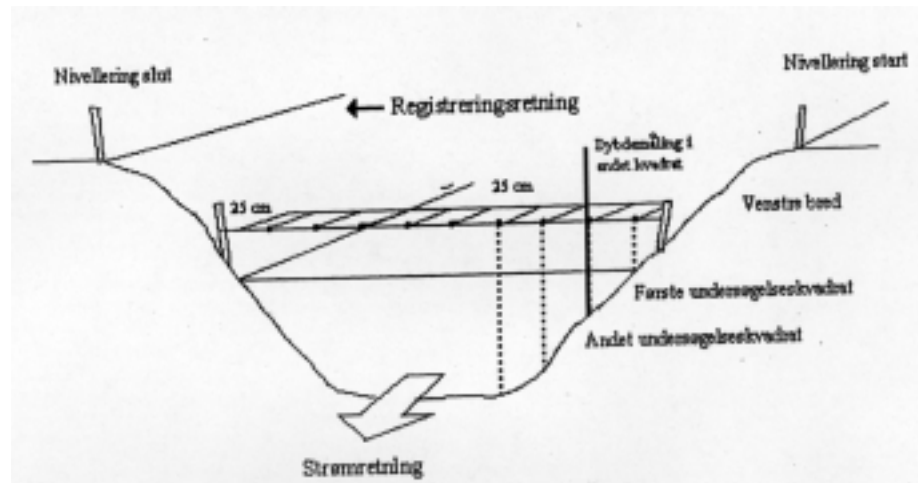 Nivellering start
Nivellering slut
Registreringsretning
Dybdemåling i
andet kvadrat
25 cm
25 cm
Venstre bred
Første undersøgelseskvadrat
Andet undersøgelseskvadrat
Strømretning